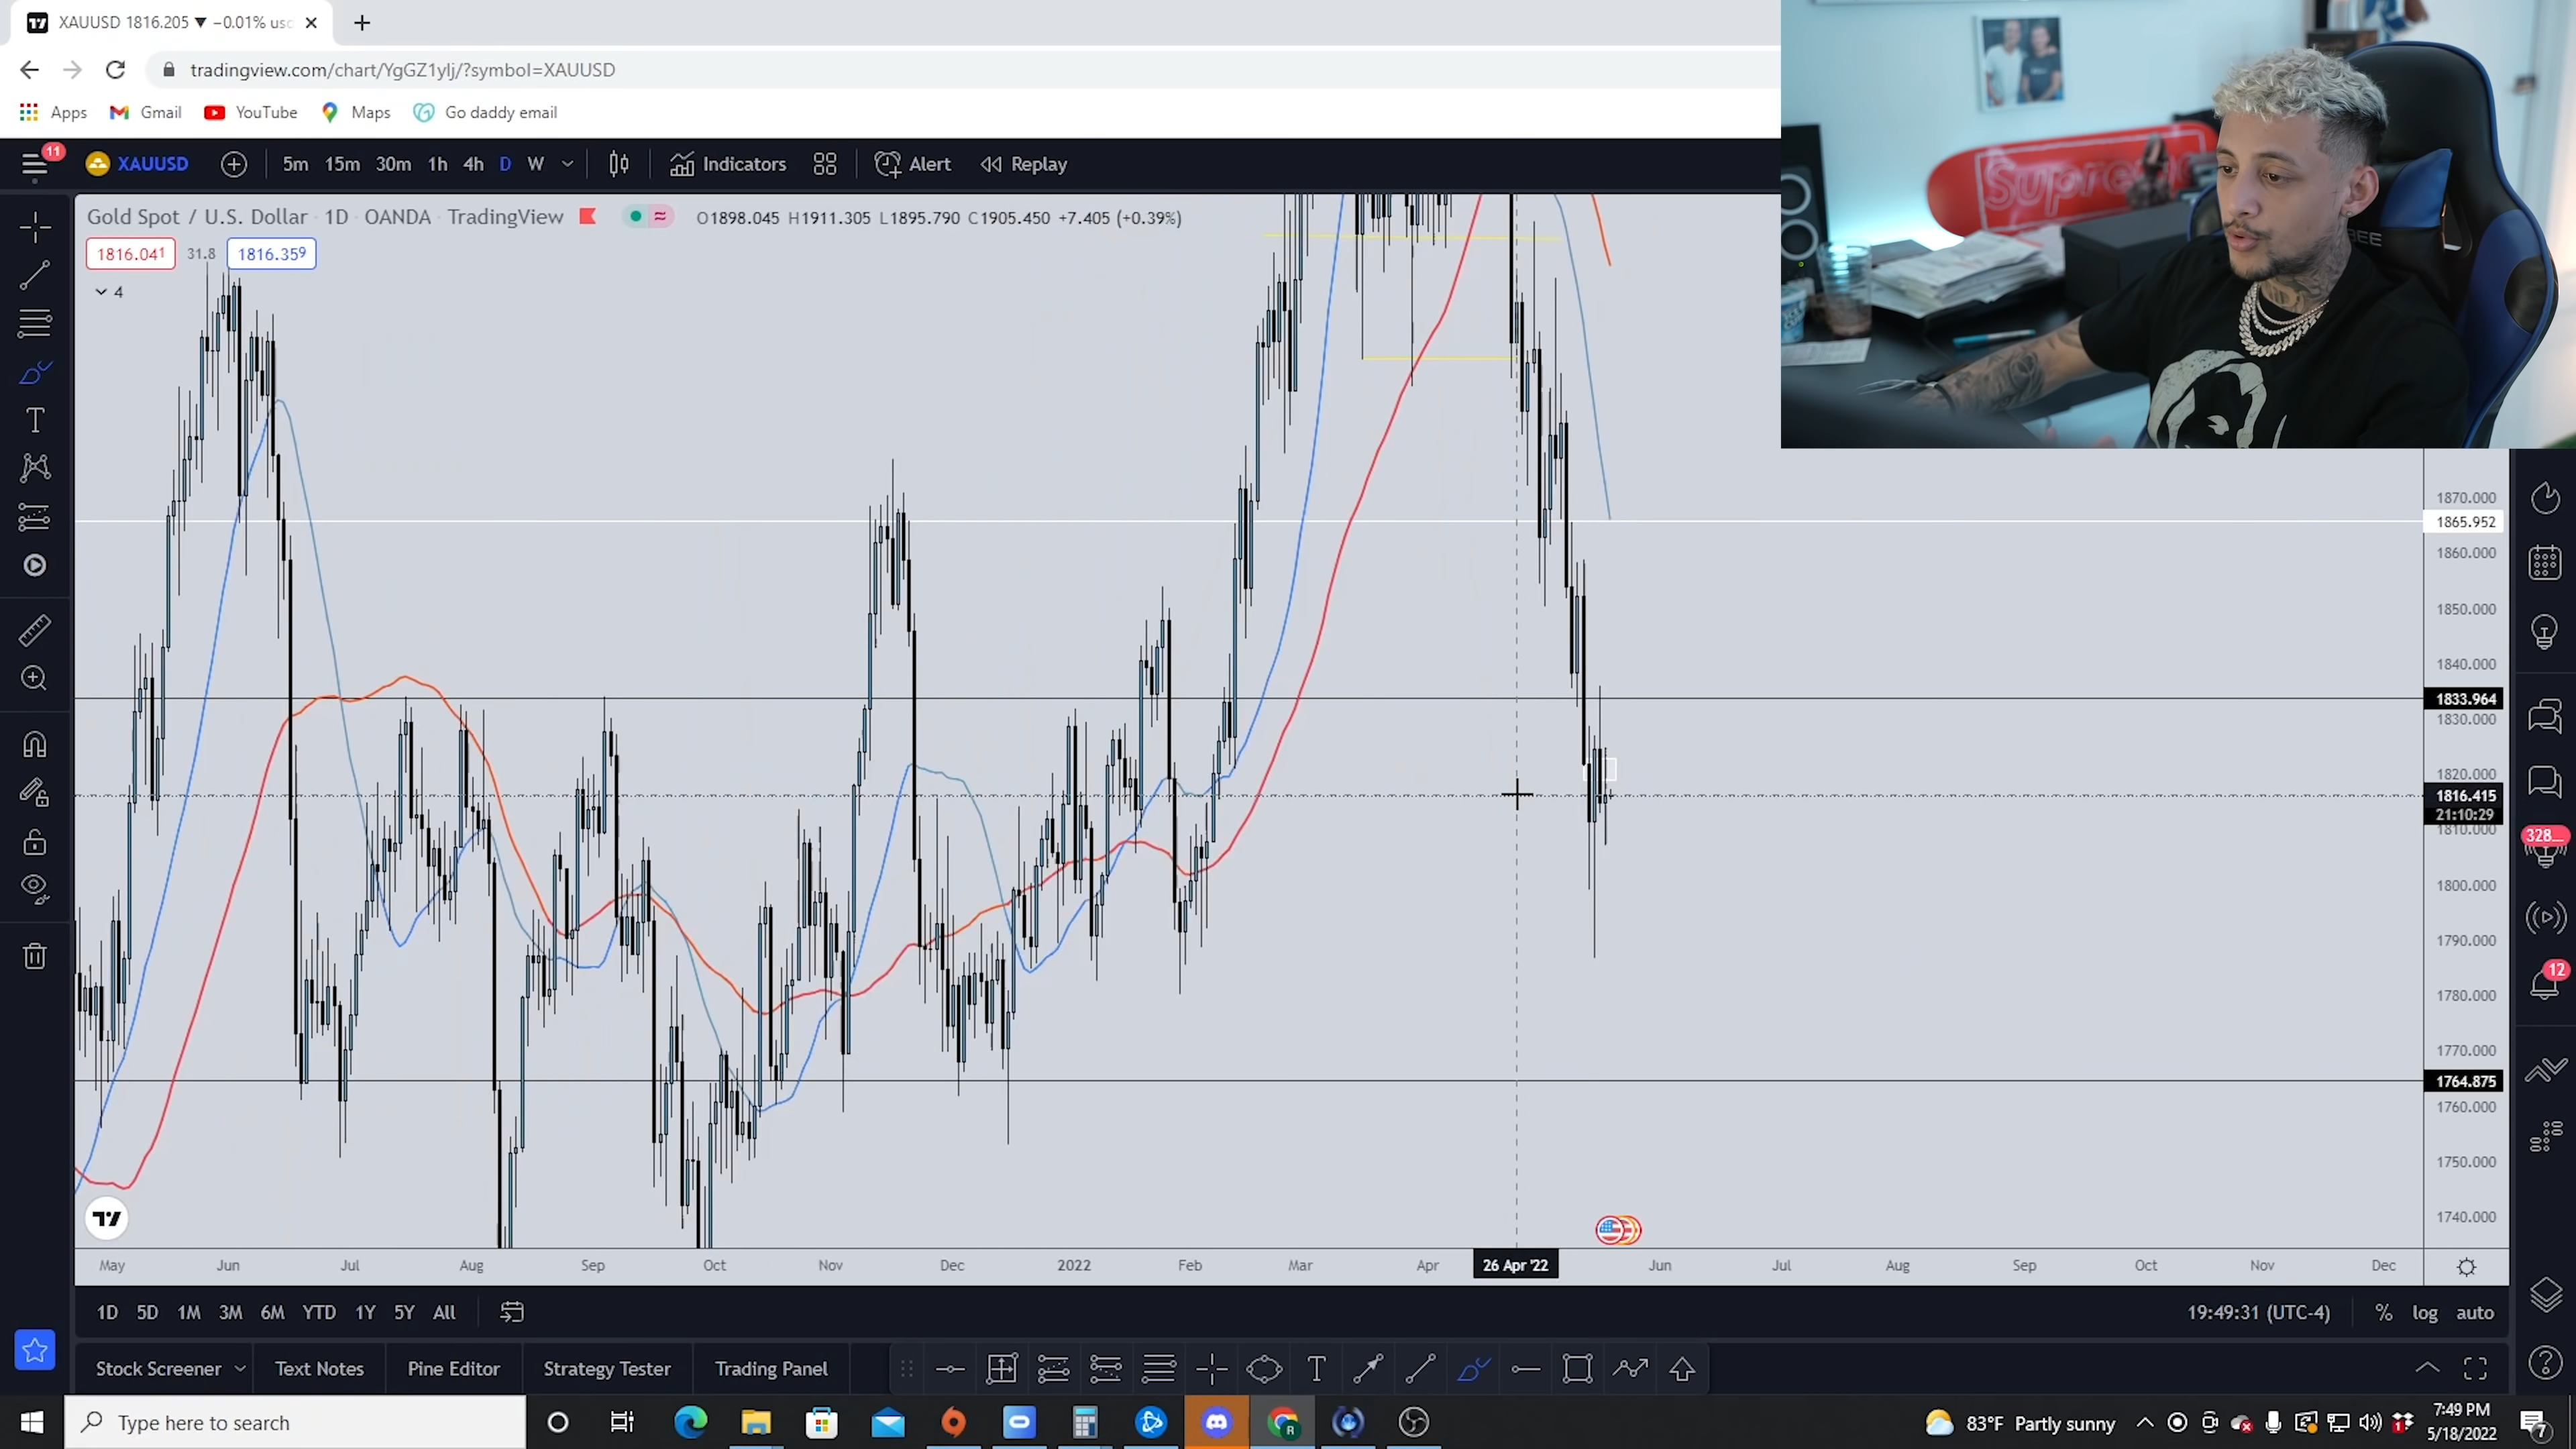 XAUUSD 1816.205 ▼ −0.01% usd
tradingview.com/chart/YgGZ1ylj/?symbol=XAUUSD
Apps Gmail YouTube Maps Go daddy email
11
XAUUSD 5m 15m 30m 1h 4h D W Indicators Alert Replay
Supreme
Gold Spot / U.S. Dollar · 1D · OANDA · TradingView O1898.045 H1911.305 L1895.790 C1905.450 +7.405 (+0.39%)
1816.041 31.8 1816.359
4
1870.000
1865.952
1860.000
1850.000
1840.000
1833.964
1830.000
1820.000
1816.415
21:10:29
1810.000
328...
1800.000
1790.000
12
1780.000
1770.000
1764.875
1760.000
1750.000
1740.000
May Jun Jul Aug Sep Oct Nov Dec 2022 Feb Mar Apr 26 Apr '22 Jun Jul Aug Sep Oct Nov Dec
1D 5D 1M 3M 6M YTD 1Y 5Y All 19:49:31 (UTC-4) % log auto
Stock Screener Text Notes Pine Editor Strategy Tester Trading Panel
Type here to search 83°F Partly sunny 7:49 PM
5/18/2022
7